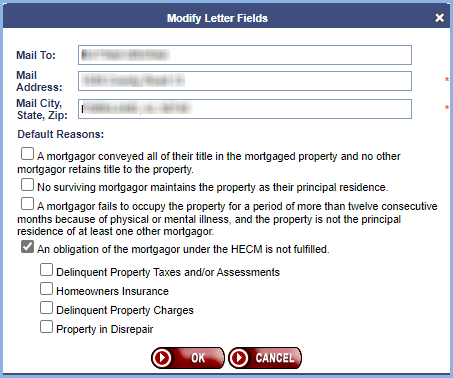 Modify Letter Fields
Mail To:
Mail
Address:
*
Mail City,
State, Zip:
*
Default Reasons:
A mortgagor conveyed all of their title in the mortgaged property and no other
mortgagor retains title to the property.
No surviving mortgagor maintains the property as their principal residence.
A mortgagor fails to occupy the property for a period of more than twelve consecutive
months because of physical or mental illness, and the property is not the principal
residence of at least one other mortgagor.
An obligation of the mortgagor under the HECM is not fulfilled.
Delinquent Property Taxes and/or Assessments
Homeowners Insurance
Delinquent Property Charges
Property in Disrepair
OK CANCEL